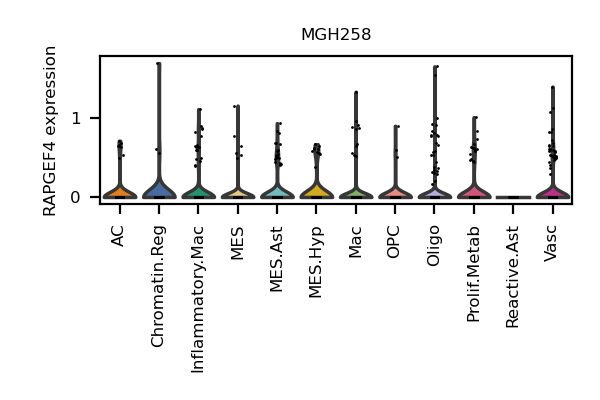 MGH258
RAPGEF4 expression
1
0
AC
Chromatin.Reg
Inflammatory.Mac
MES
MES.Ast
MES.Hyp
Mac
OPC
Oligo
Prolif.Metab
Reactive.Ast
Vasc